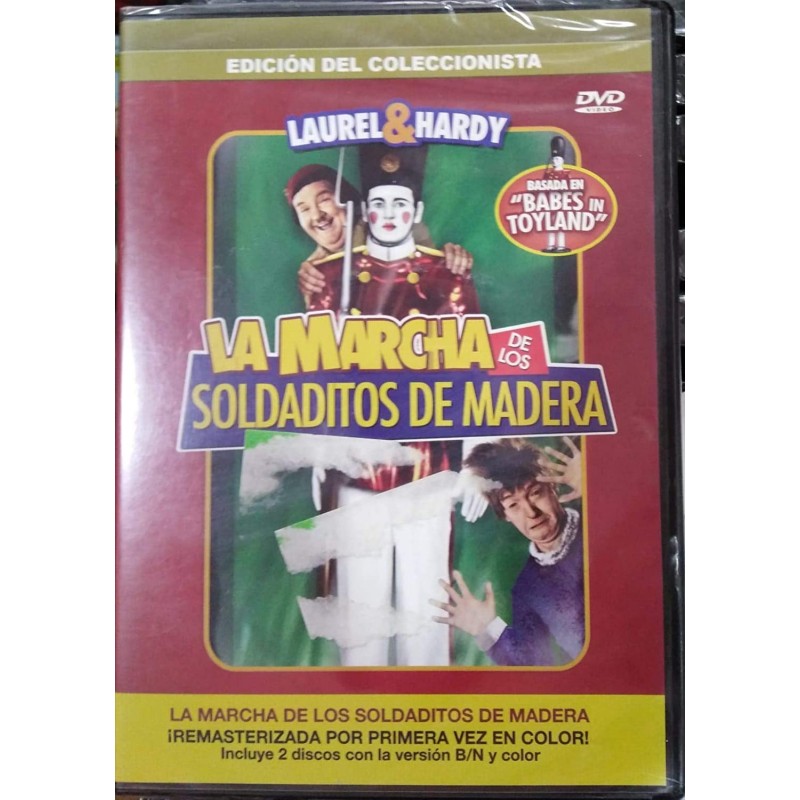 EDICIÓN DEL COLECCIONISTA
DVD
VIDEO
LAUREL & HARDY
BASADA EN
"BABES IN
TOYLAND"
LA MARCHA
DE
LOS
SOLDADITOS DE MADERA
LA MARCHA DE LOS SOLDADITOS DE MADERA
¡REMASTERIZADA POR PRIMERA VEZ EN COLOR!
Incluye 2 discos con la versión B/N y color